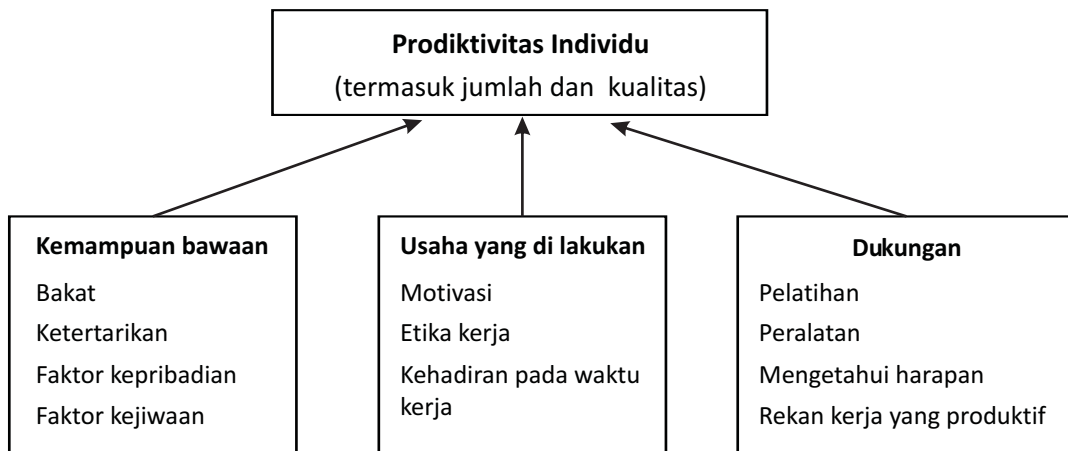 Prodiktivitas Individu
(termasuk jumlah dan kualitas)
Kemampuan bawaan
Bakat
Ketertarikan
Faktor kepribadian
Faktor kejiwaan
Usaha yang di lakukan
Motivasi
Etika kerja
Kehadiran pada waktu
kerja
Dukungan
Pelatihan
Peralatan
Mengetahui harapan
Rekan kerja yang produktif